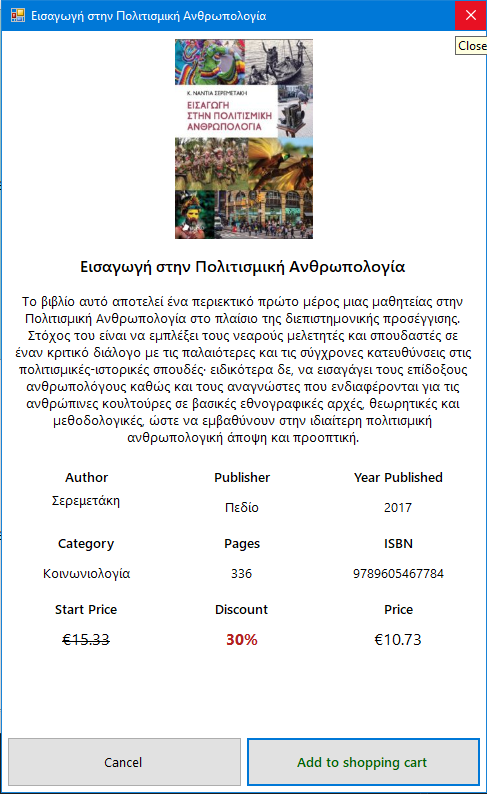 Εισαγωγή στην Πολιτισμική Ανθρωπολογία
Close
Κ. ΝΑΝΤΙΑ ΣΕΡΕΜΕΤΑΚΗ
ΕΙΣΑΓΩΓΗ
ΣΤΗΝ ΠΟΛΙΤΙΣΜΙΚΗ
ΑΝΘΡΩΠΟΛΟΓΙΑ
Εισαγωγή στην Πολιτισμική Ανθρωπολογία
Το βιβλίο αυτό αποτελεί ένα περιεκτικό πρώτο μέρος μιας μαθητείας στην
Πολιτισμική Ανθρωπολογία στο πλαίσιο της διεπιστημονικής προσέγγισης.
Στόχος του είναι να εμπλέξει τους νεαρούς μελετητές και σπουδαστές σε
έναν κριτικό διάλογο με τις παλαιότερες και τις σύγχρονες κατευθύνσεις στις
πολιτισμικές-ιστορικές σπουδές· ειδικότερα δε, να εισαγάγει τους επίδοξους
ανθρωπολόγους καθώς και τους αναγνώστες που ενδιαφέρονται για τις
ανθρώπινες κουλτούρες σε βασικές εθνογραφικές αρχές, θεωρητικές και
μεθοδολογικές, ώστε να εμβαθύνουν στην ιδιαίτερη πολιτισμική
ανθρωπολογική άποψη και προοπτική.
Author Publisher Year Published
Σερεμετάκη Πεδίο 2017
Category Pages ISBN
Κοινωνιολογία 336 9789605467784
Start Price Discount Price
€15.33 30% €10.73
Cancel Add to shopping cart